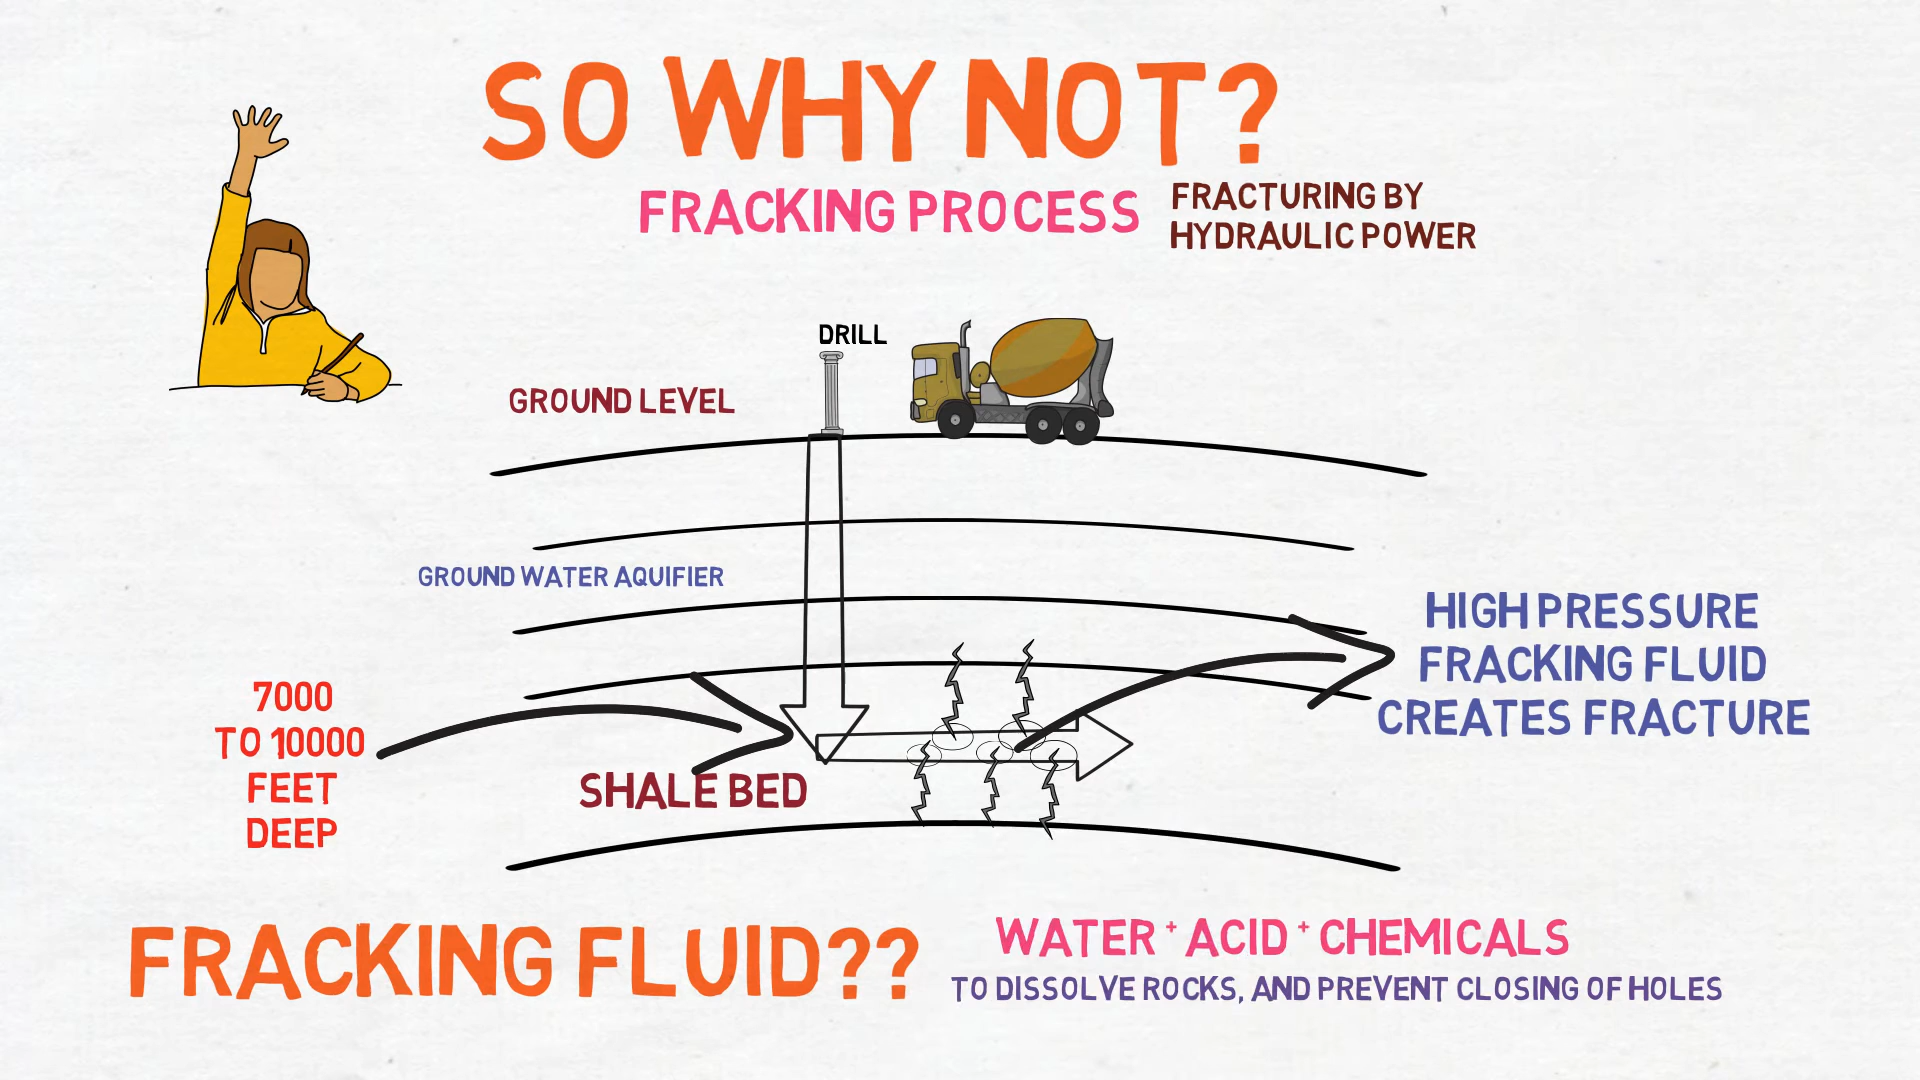 SO WHY NOT?
FRACKING PROCESS
FRACTURING BY
HYDRAULIC POWER
DRILL
GROUND LEVEL
GROUND WATER AQUIFIER
HIGH PRESSURE
FRACKING FLUID
CREATES FRACTURE
7000
TO 10000
FEET
DEEP
SHALE BED
FRACKING FLUID??
WATER + ACID + CHEMICALS
TO DISSOLVE ROCKS, AND PREVENT CLOSING OF HOLES